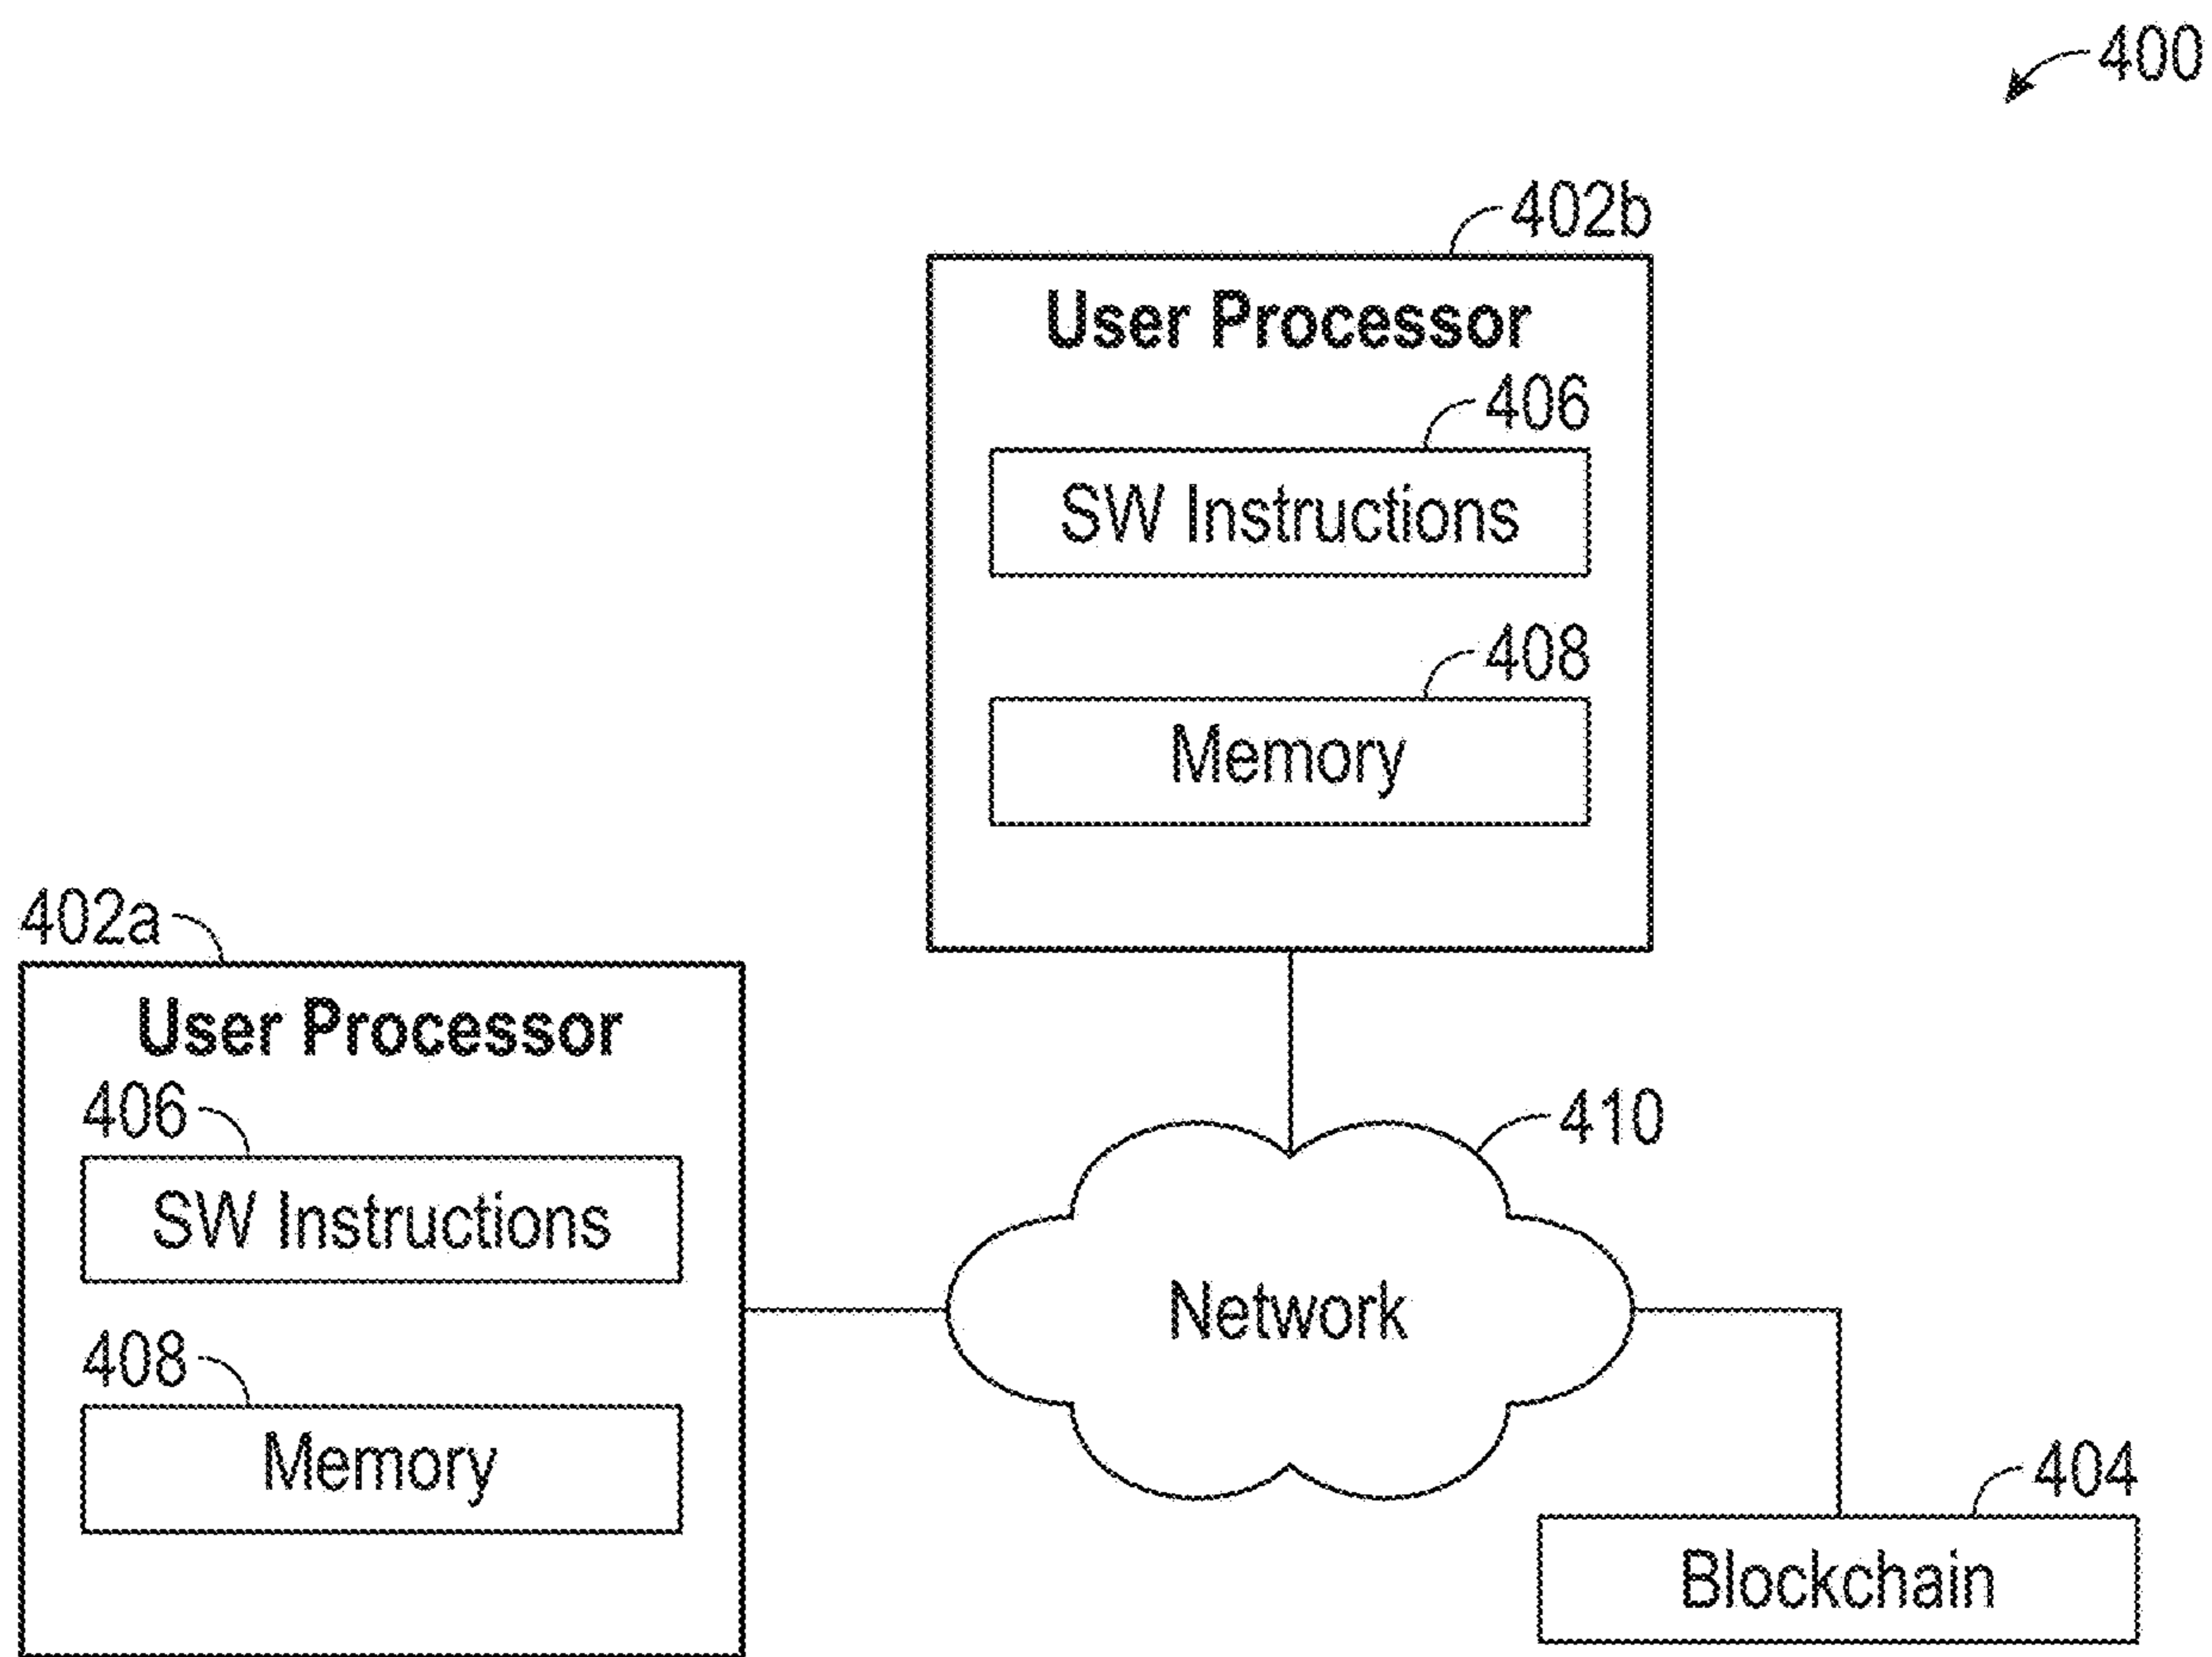 400
402b
User Processor
406
SW Instructions
408
Memory
402a
User Processor
406
SW Instructions
408
Memory
410
Network
404
Blockchain